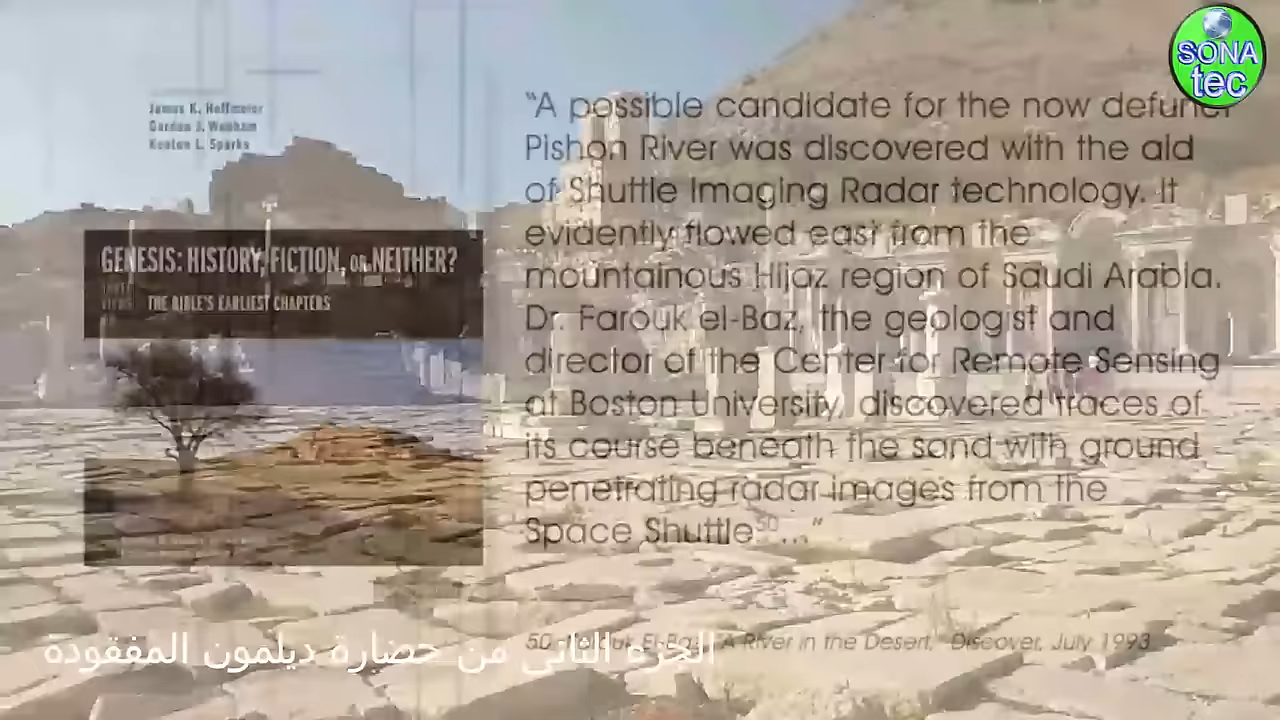 SONA
tec
James K. Hoffmeier
Gordon J. Wenham
Kenton L. Sparks
GENESIS: HISTORY, FICTION, OR NEITHER?
THE BIBLE'S EARLIEST CHAPTERS
"A possible candidate for the now defunct
Pishon River was discovered with the aid
of Shuttle Imaging Radar technology. It
evidently flowed east from the
mountainous Hijaz region of Saudi Arabia.
Dr. Farouk el-Baz, the geologist and
director of the Center for Remote Sensing
at Boston University, discovered traces of
its course beneath the sand with ground
penetrating radar images from the
Space Shuttle50..."
50 El-Baz, "A River in the Desert," Discover, July 1993
الجزء الثاني من حضارة ديلمون المفقودة